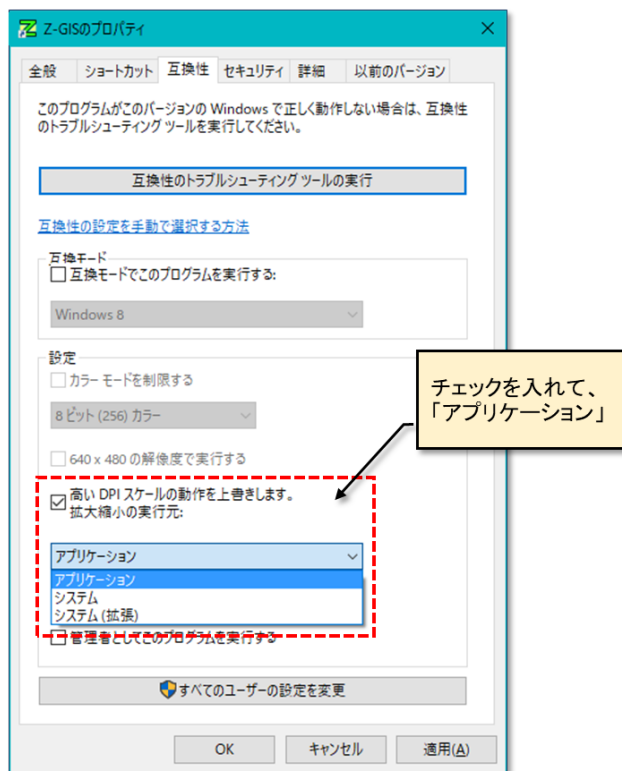 Z-GISのプロパティ
全般 ショートカット 互換性 セキュリティ 詳細 以前のバージョン
このプログラムがこのバージョンの Windows で正しく動作しない場合は、互換性
のトラブルシューティング ツールを実行してください。
互換性のトラブルシューティング ツールの実行
互換性の設定を手動で選択する方法
互換モード
互換モードでこのプログラムを実行する:
Windows 8
設定
カラー モードを制限する
8 ビット (256) カラー
640 x 480 の解像度で実行する
チェックを入れて、
「アプリケーション」
高い DPI スケールの動作を上書きします。
拡大縮小の実行元:
アプリケーション
アプリケーション
システム
システム (拡張)
管理者としてこのプログラムを実行する
すべてのユーザーの設定を変更
OK キャンセル 適用(A)